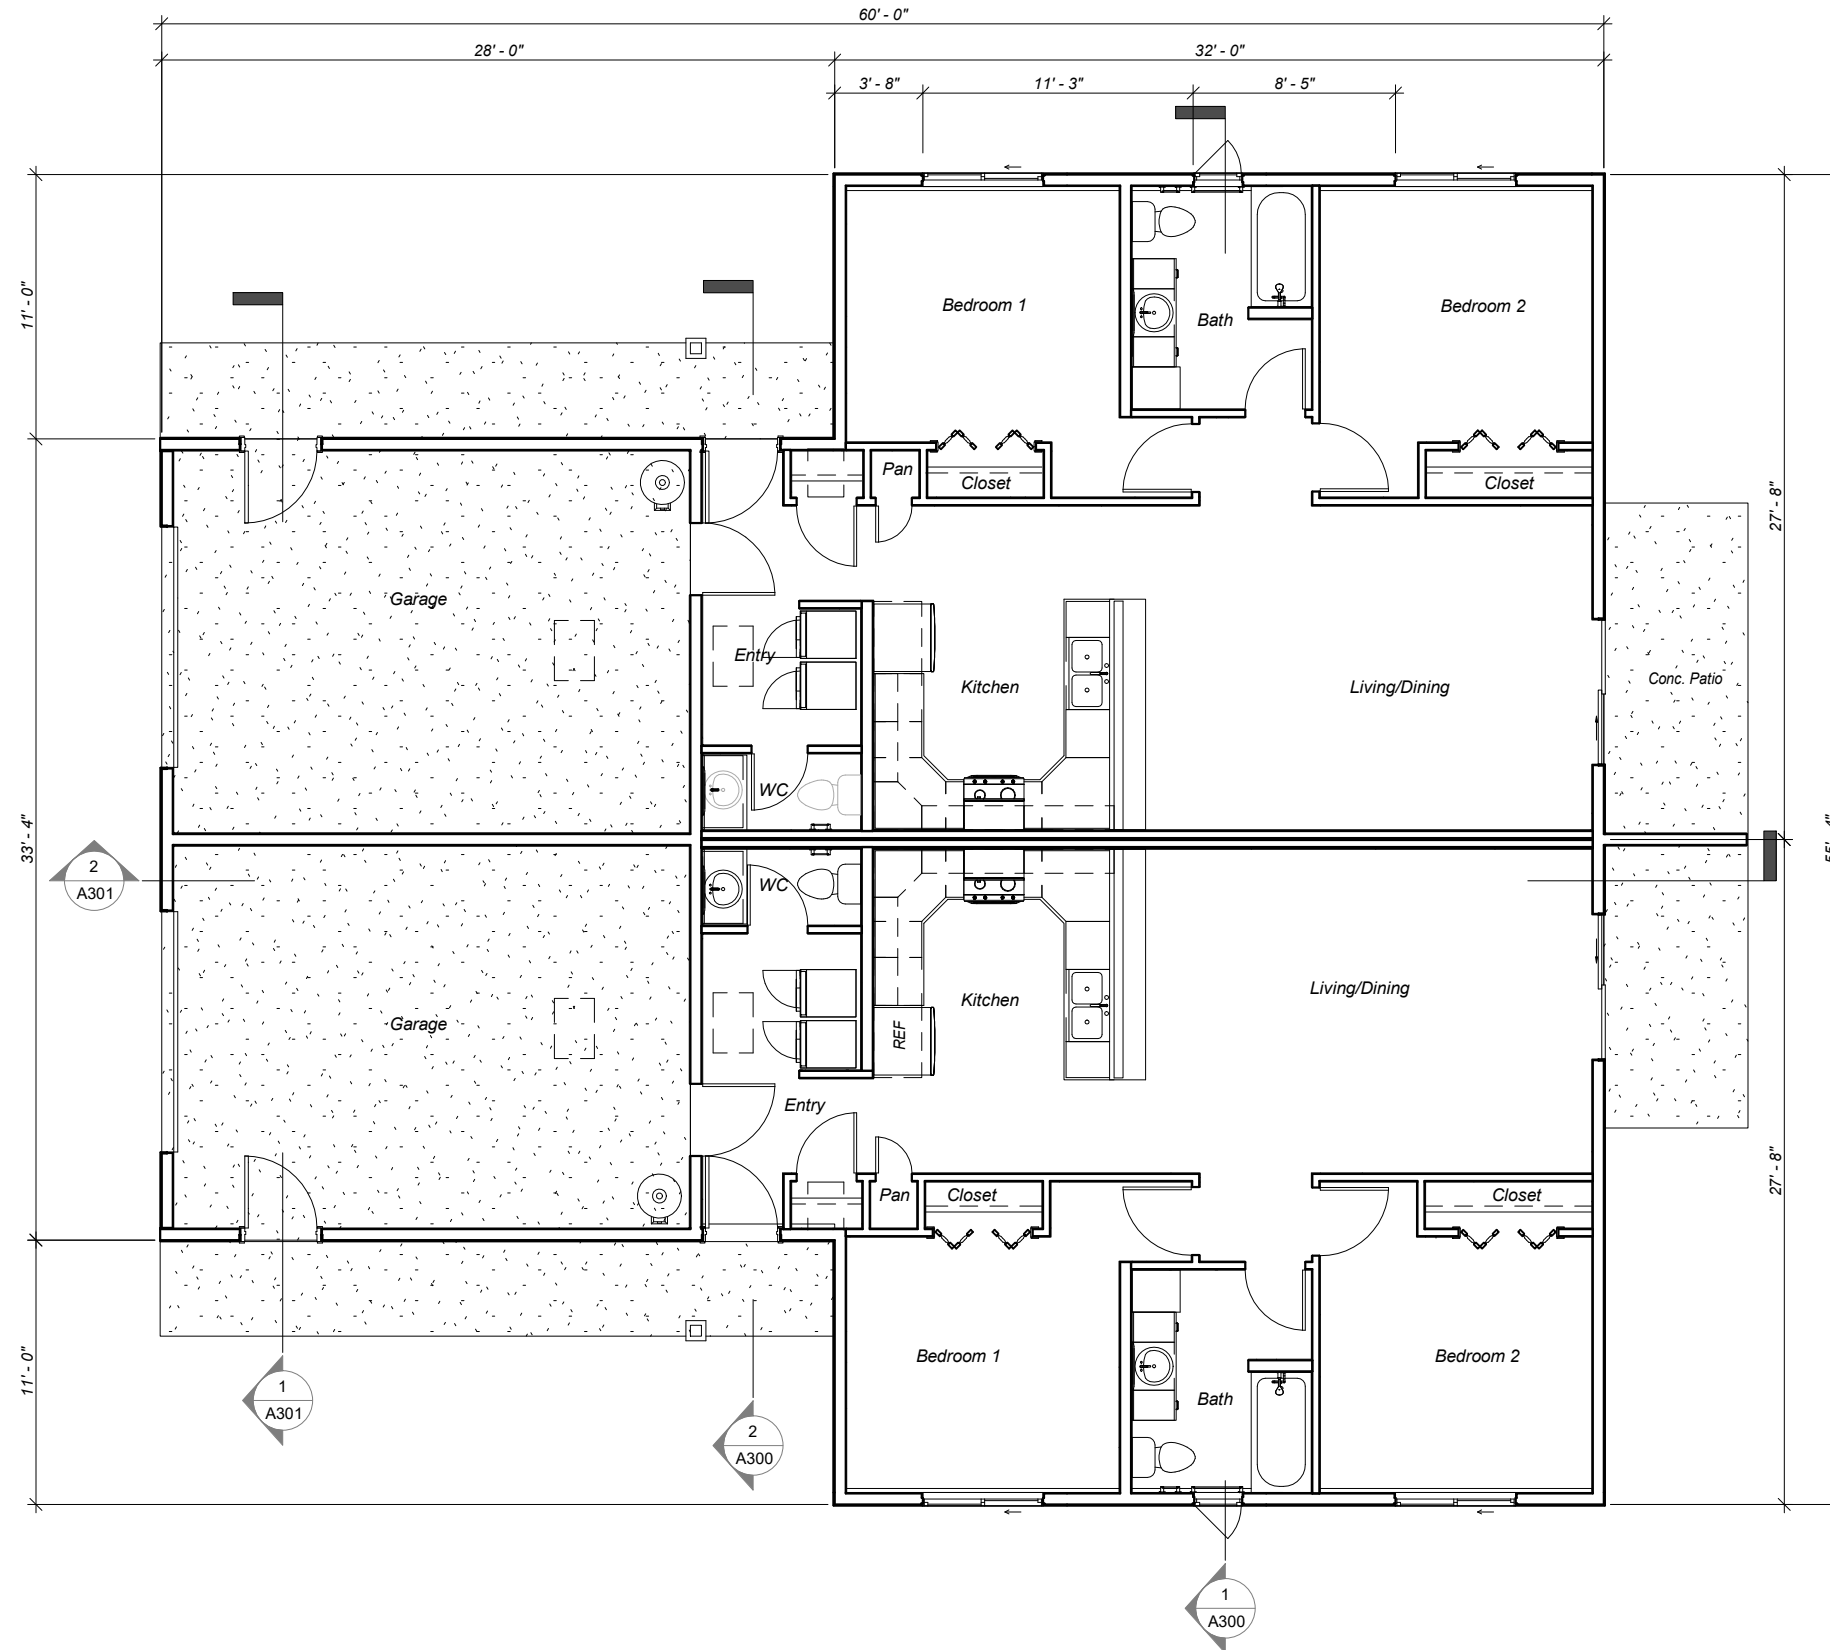 60' - 0"
28' - 0"
32' - 0"
3' - 8"
11' - 3"
8' - 5"
11' - 0"
Bedroom 1
Bath
Bedroom 2
Pan
Closet
Closet
27' - 8"
Garage
Entry
Kitchen
Living/Dining
Conc. Patio
WC
33' - 4"
55' - 4"
2
A301
WC
Garage
Kitchen
Living/Dining
REF
Entry
Pan
Closet
Closet
27' - 8"
11' - 0"
Bedroom 1
Bath
Bedroom 2
1
A301
2
A300
1
A300